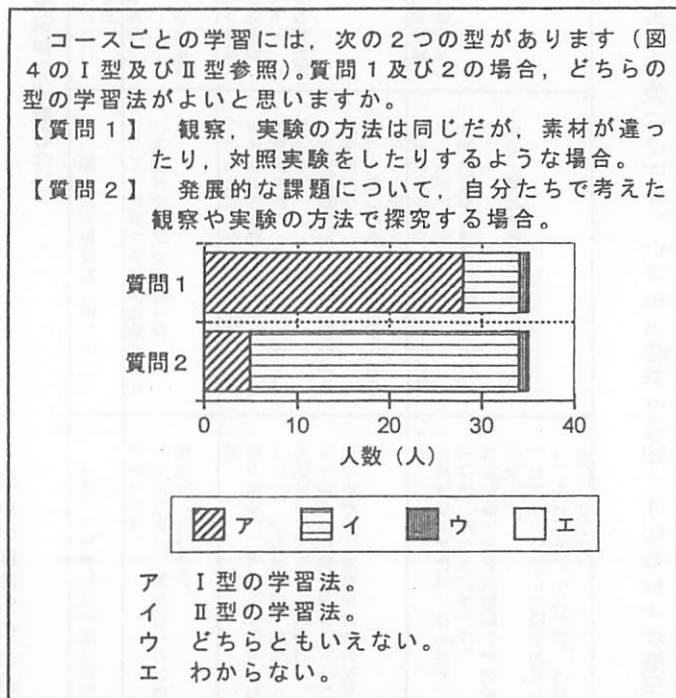 コースごとの学習には，次の2つの型があります（図
4のⅠ型及びⅡ型参照）。質問1及び2の場合，どちらの
型の学習法がよいと思いますか。
【質問1】　観察，実験の方法は同じだが，素材が違っ
たり，対照実験をしたりするような場合。
【質問2】　発展的な課題について，自分たちで考えた
観察や実験の方法で探究する場合。
質問1
質問2
0 10 20 30 40
人数（人）
ア イ ウ エ
ア　Ⅰ型の学習法。
イ　Ⅱ型の学習法。
ウ　どちらともいえない。
エ　わからない。